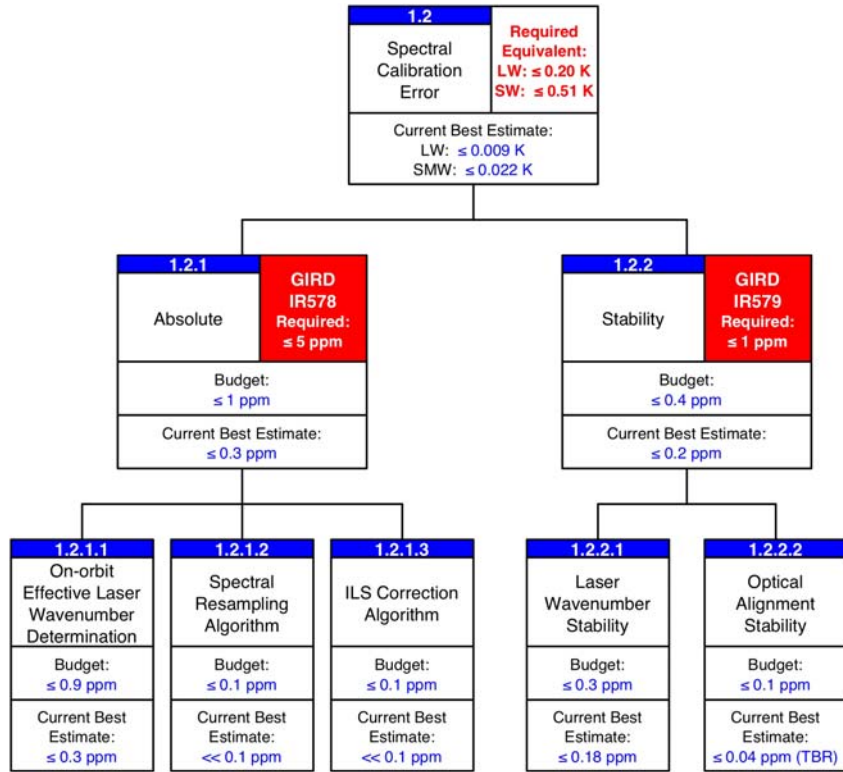 1.2
Spectral
Calibration
Error
Required
Equivalent:
LW: ≤ 0.20 K
SW: ≤ 0.51 K
Current Best Estimate:
LW: ≤ 0.009 K
SMW: ≤ 0.022 K
1.2.1
Absolute
GIRD
IR578
Required:
≤ 5 ppm
Budget:
≤ 1 ppm
Current Best Estimate:
≤ 0.3 ppm
1.2.2
Stability
GIRD
IR579
Required:
≤ 1 ppm
Budget:
≤ 0.4 ppm
Current Best Estimate:
≤ 0.2 ppm
1.2.1.1
On-orbit
Effective Laser
Wavenumber
Determination
Budget:
≤ 0.9 ppm
Current Best
Estimate:
≤ 0.3 ppm
1.2.1.2
Spectral
Resampling
Algorithm
Budget:
≤ 0.1 ppm
Current Best
Estimate:
<< 0.1 ppm
1.2.1.3
ILS Correction
Algorithm
Budget:
≤ 0.1 ppm
Current Best
Estimate:
<< 0.1 ppm
1.2.2.1
Laser
Wavenumber
Stability
Budget:
≤ 0.3 ppm
Current Best
Estimate:
≤ 0.18 ppm
1.2.2.2
Optical
Alignment
Stability
Budget:
≤ 0.1 ppm
Current Best
Estimate:
≤ 0.04 ppm (TBR)